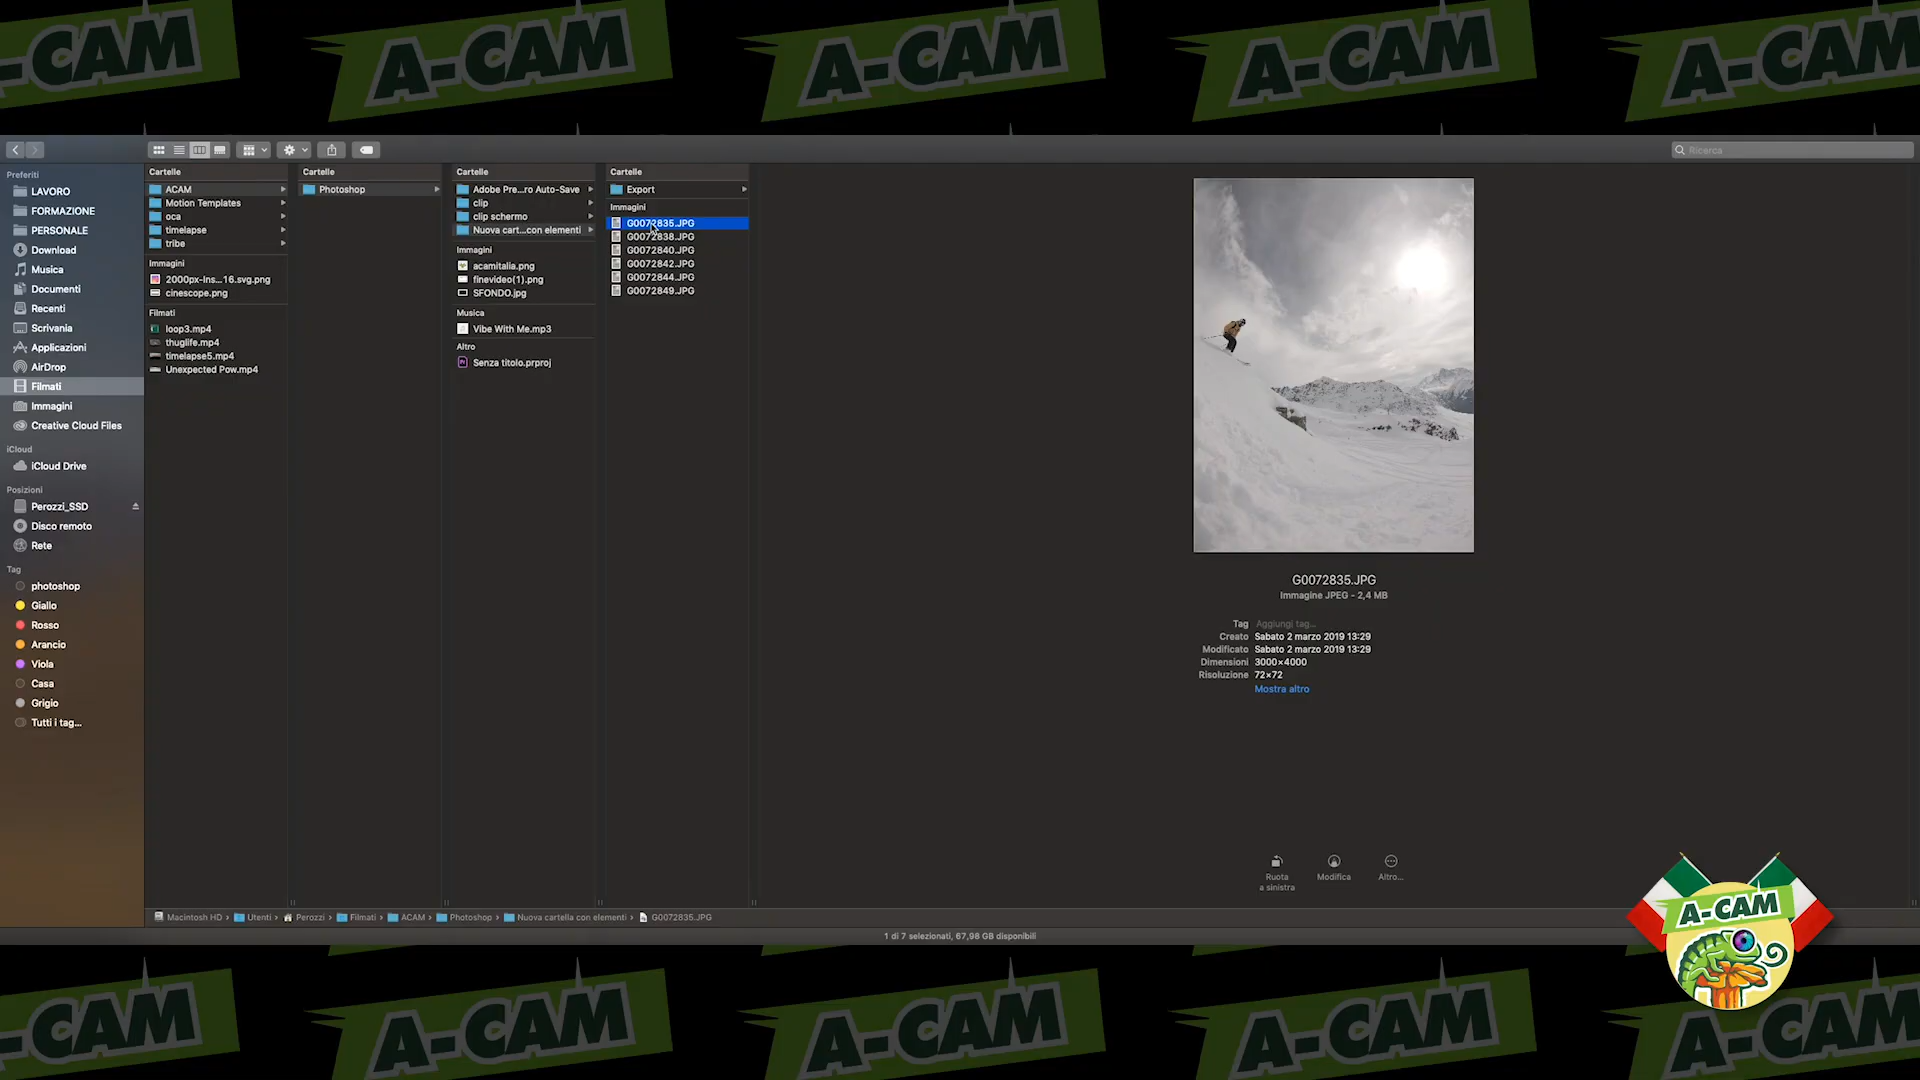 -CAM
A-CAM
A-CAM
A-CAM
A-CAM
Ricerca
Preferiti
LAVORO
FORMAZIONE
PERSONALE
Download
Musica
Documenti
Recenti
Scrivania
Applicazioni
AirDrop
Filmati
Immagini
Creative Cloud Files
iCloud
iCloud Drive
Posizioni
Perozzi_SSD
Disco remoto
Rete
Tag
photoshop
Giallo
Rosso
Arancio
Viola
Casa
Grigio
Tutti i tag...
Cartelle
ACAM
Motion Templates
oca
timelapse
tribe
Immagini
2000px-Ins...16.svg.png
cinescope.png
Filmati
loop3.mp4
thuglife.mp4
timelapse5.mp4
Unexpected Pow.mp4
Cartelle
Photoshop
Cartelle
Adobe Pre...ro Auto-Save
clip
clip schermo
Nuova cart...con elementi
Immagini
acamitalia.png
finevideo(1).png
SFONDO.jpg
Musica
Vibe With Me.mp3
Altro
Senza titolo.prproj
Cartelle
Export
Immagini
G0072835.JPG
G0072838.JPG
G0072840.JPG
G0072842.JPG
G0072844.JPG
G0072849.JPG
G0072835.JPG
Immagine JPEG - 2,4 MB
Tag Aggiungi tag...
Creato Sabato 2 marzo 2019 13:29
Modificato Sabato 2 marzo 2019 13:29
Dimensioni 3000×4000
Risoluzione 72×72
Mostra altro
Ruota
a sinistra
Modifica
Altro...
Macintosh HD › Utenti › Perozzi › Filmati › ACAM › Photoshop › Nuova cartella con elementi › G0072835.JPG
1 di 7 selezionati, 67,98 GB disponibili
A-CAM
-CAM
A-CAM
A-CAM
A-CAM
A-CAM